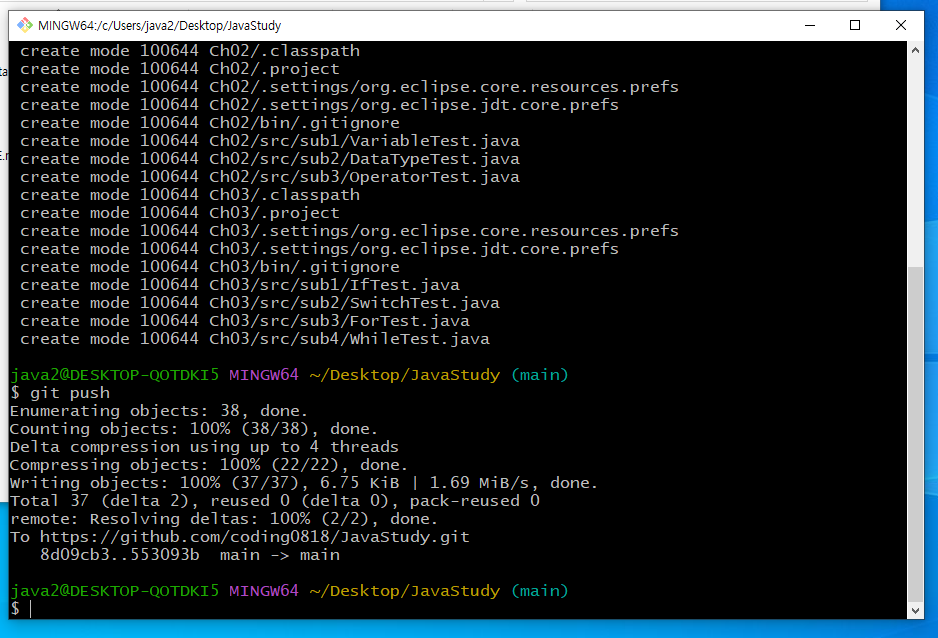 MINGW64:/c/Users/java2/Desktop/JavaStudy
create mode 100644 Ch02/.classpath
create mode 100644 Ch02/.project
create mode 100644 Ch02/.settings/org.eclipse.core.resources.prefs
create mode 100644 Ch02/.settings/org.eclipse.jdt.core.prefs
create mode 100644 Ch02/bin/.gitignore
create mode 100644 Ch02/src/sub1/VariableTest.java
create mode 100644 Ch02/src/sub2/DataTypeTest.java
create mode 100644 Ch02/src/sub3/OperatorTest.java
create mode 100644 Ch03/.classpath
create mode 100644 Ch03/.project
create mode 100644 Ch03/.settings/org.eclipse.core.resources.prefs
create mode 100644 Ch03/.settings/org.eclipse.jdt.core.prefs
create mode 100644 Ch03/bin/.gitignore
create mode 100644 Ch03/src/sub1/IfTest.java
create mode 100644 Ch03/src/sub2/SwitchTest.java
create mode 100644 Ch03/src/sub3/ForTest.java
create mode 100644 Ch03/src/sub4/WhileTest.java
java2@DESKTOP-QOTDKI5 MINGW64 ~/Desktop/JavaStudy (main)
$ git push
Enumerating objects: 38, done.
Counting objects: 100% (38/38), done.
Delta compression using up to 4 threads
Compressing objects: 100% (22/22), done.
Writing objects: 100% (37/37), 6.75 KiB | 1.69 MiB/s, done.
Total 37 (delta 2), reused 0 (delta 0), pack-reused 0
remote: Resolving deltas: 100% (2/2), done.
To https://github.com/coding0818/JavaStudy.git
8d09cb3..553093b  main -> main
java2@DESKTOP-QOTDKI5 MINGW64 ~/Desktop/JavaStudy (main)
$